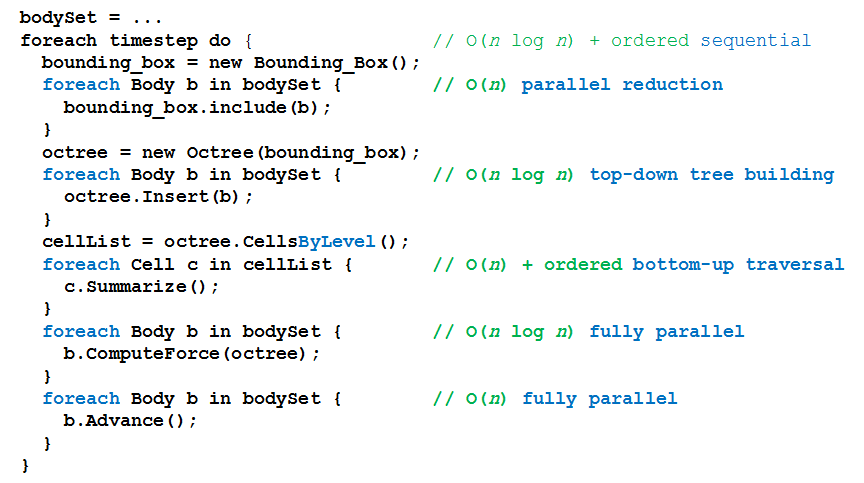 bodySet = ...
foreach timestep do {                // O(n log n) + ordered sequential
  bounding_box = new Bounding_Box();
  foreach Body b in bodySet {        // O(n) parallel reduction
    bounding_box.include(b);
  }
  octree = new Octree(bounding_box);
  foreach Body b in bodySet {        // O(n log n) top-down tree building
    octree.Insert(b);
  }
  cellList = octree.CellsByLevel();
  foreach Cell c in cellList {       // O(n) + ordered bottom-up traversal
    c.Summarize();
  }
  foreach Body b in bodySet {        // O(n log n) fully parallel
    b.ComputeForce(octree);
  }
  foreach Body b in bodySet {        // O(n) fully parallel
    b.Advance();
  }
}